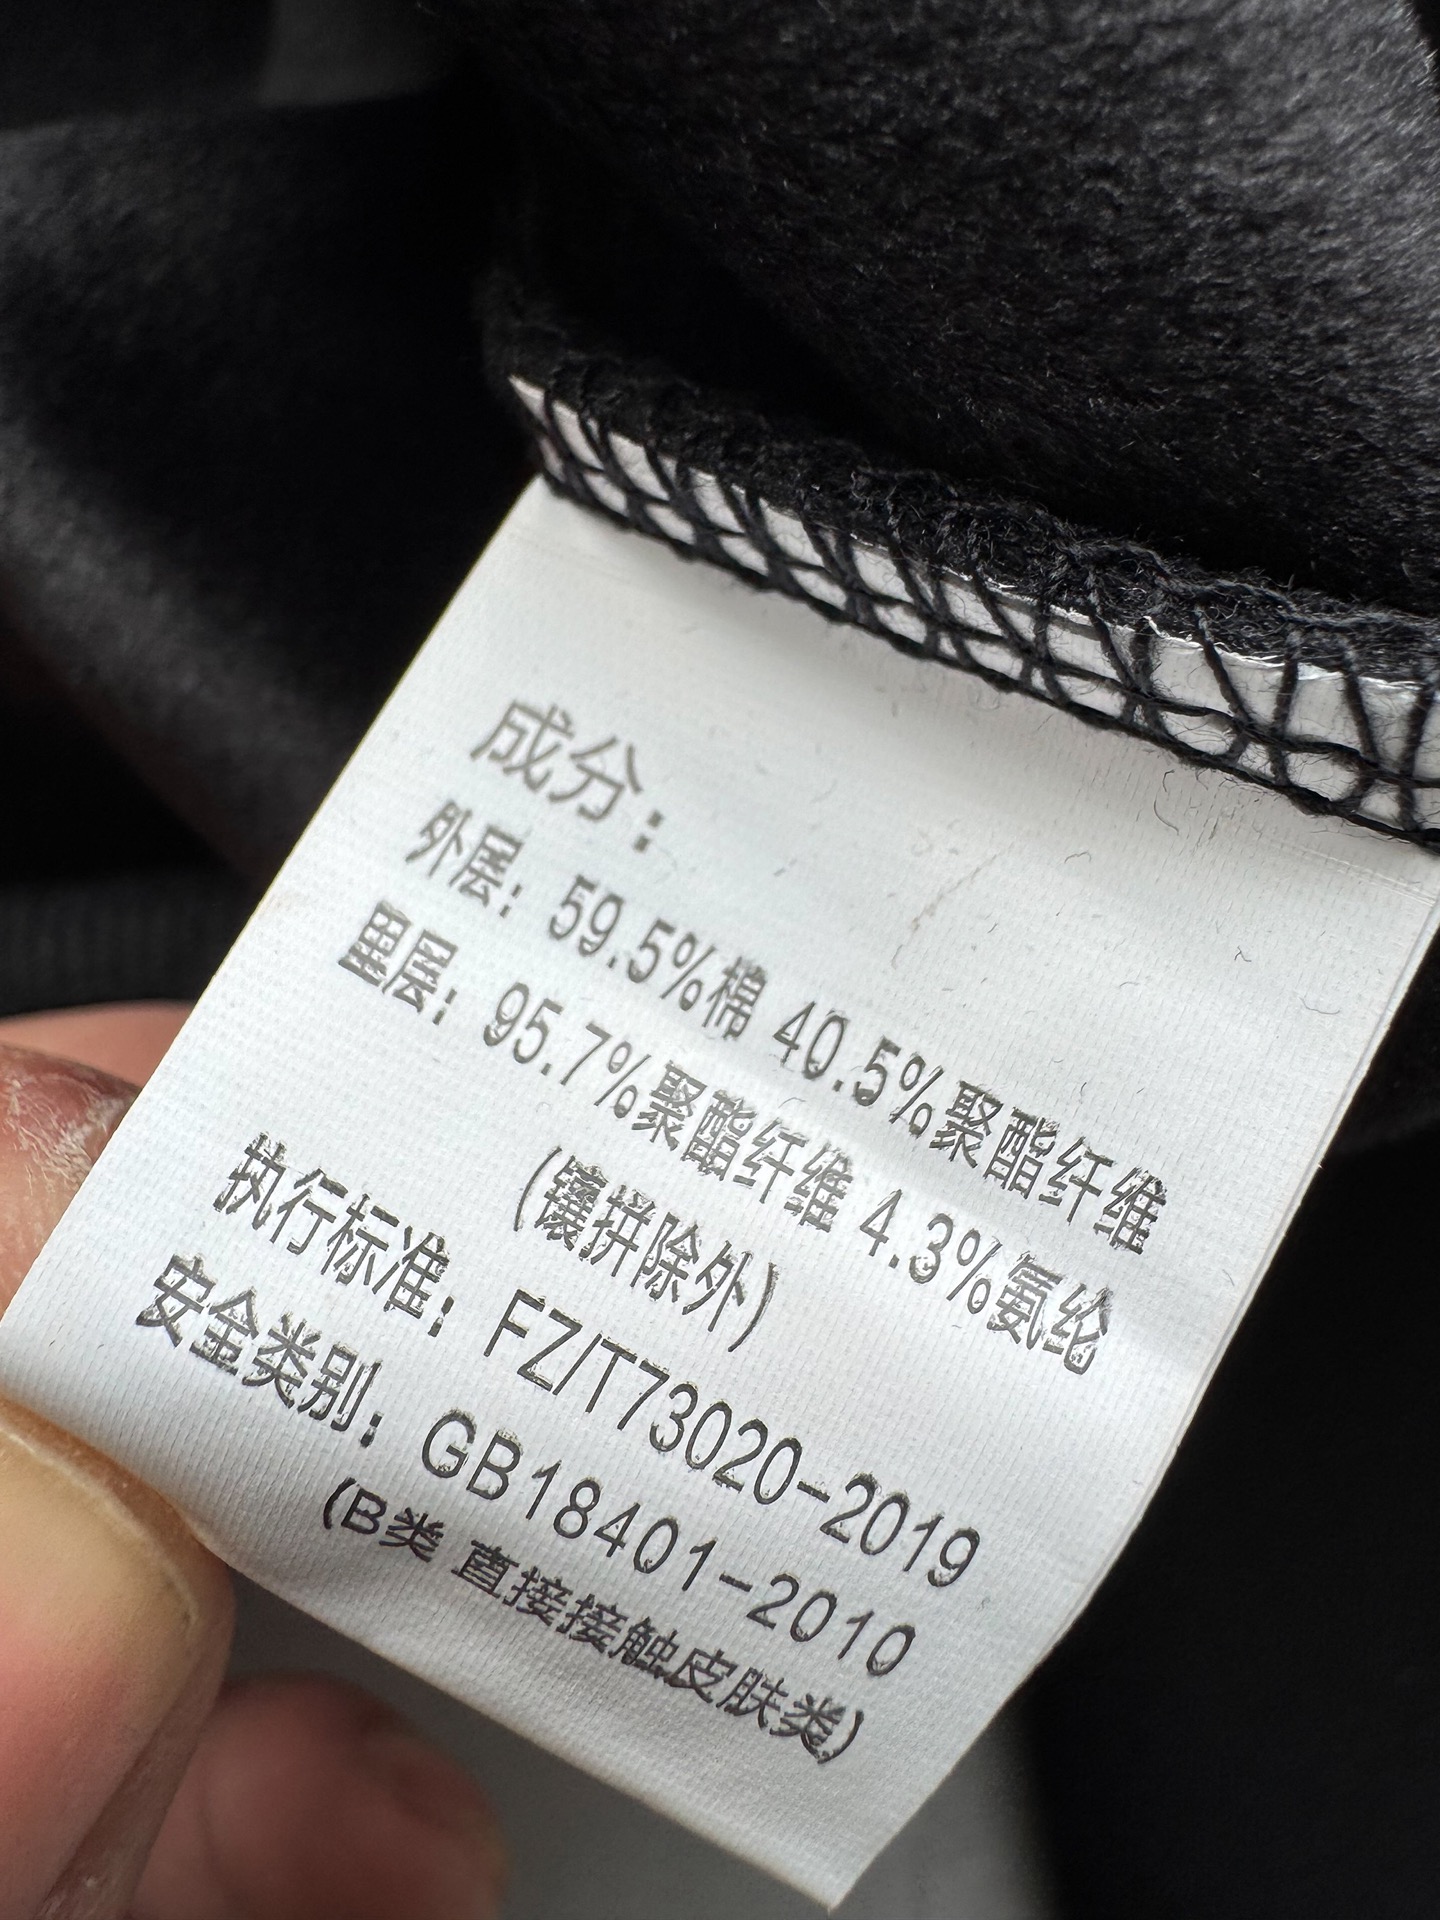 成分：
外层：59.5%棉 40.5%聚酯纤维
里层：95.7%聚酯纤维 4.3%氨纶
（镶拼除外）
执行标准：FZ/T73020-2019
安全类别：GB18401-2010
（B类 直接接触皮肤类）